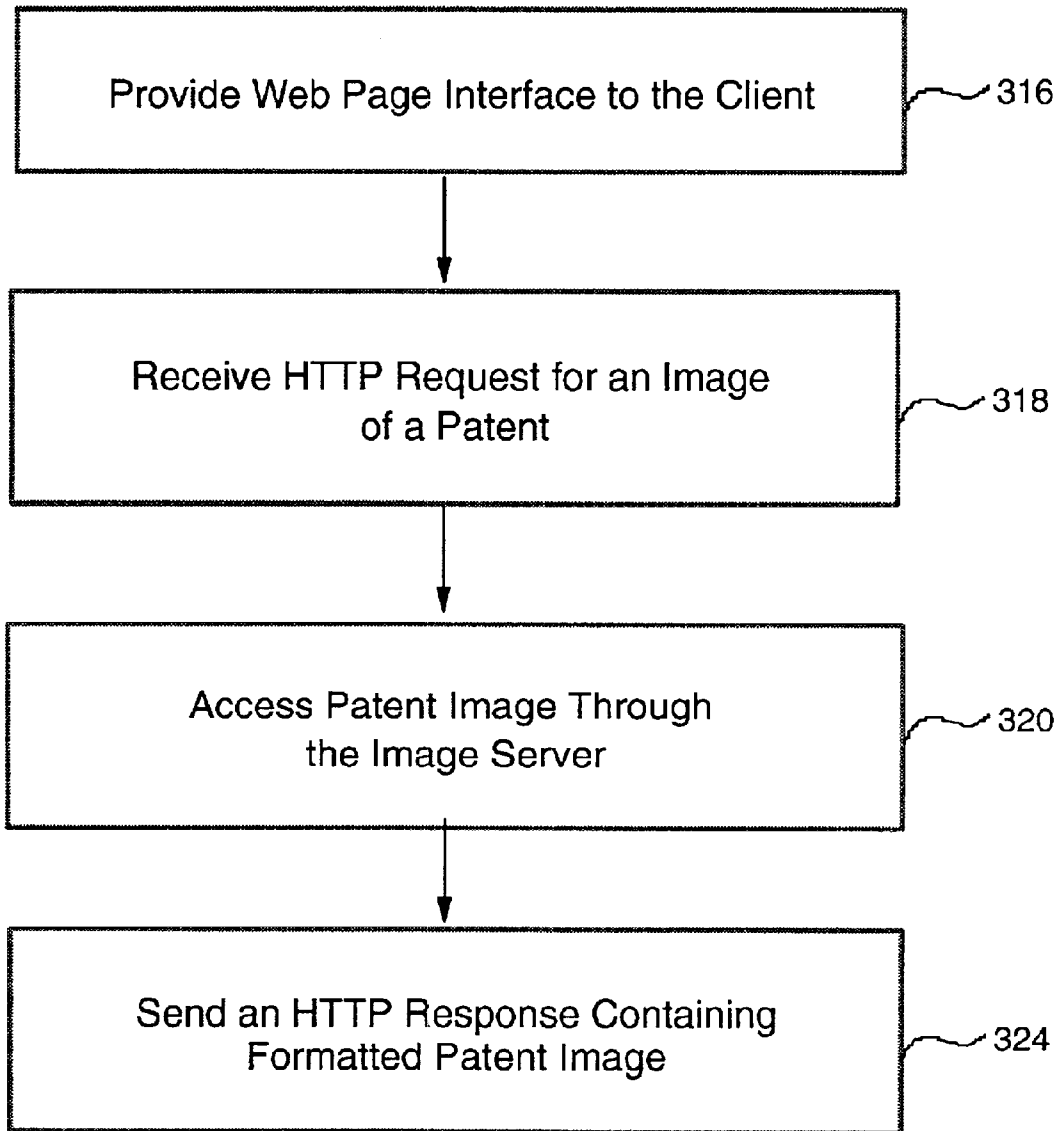 Provide Web Page Interface to the Client
316
Receive HTTP Request for an Image
of a Patent
318
Access Patent Image Through
the Image Server
320
Send an HTTP Response Containing
Formatted Patent Image
324